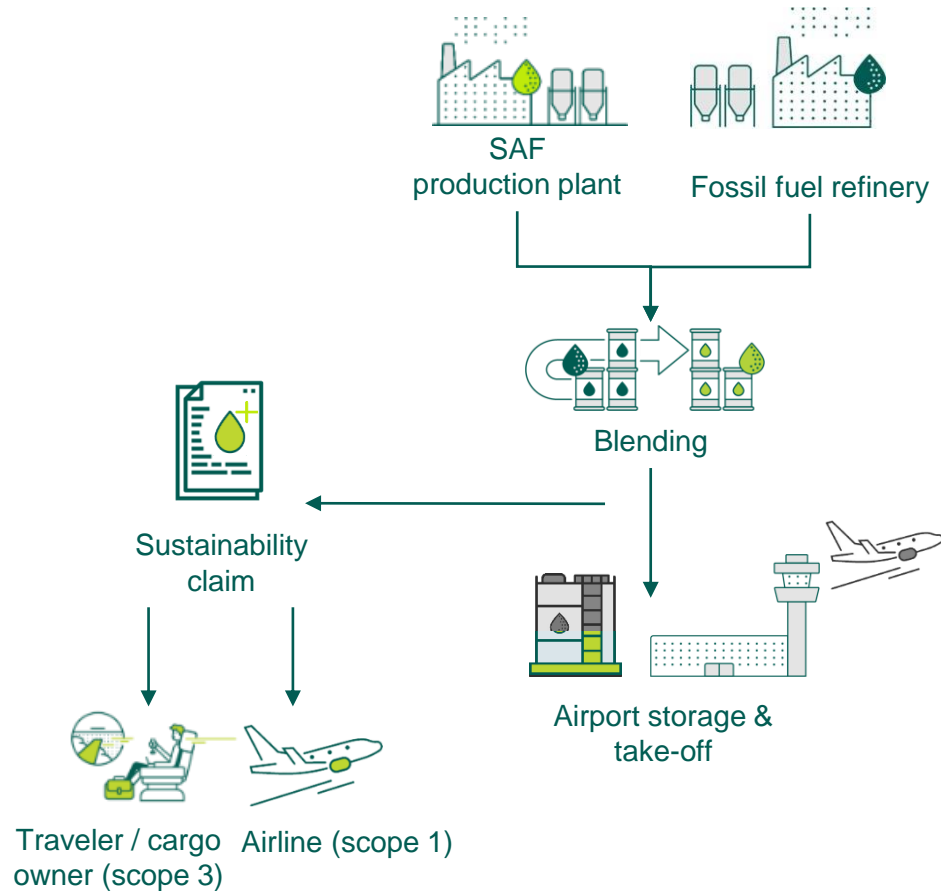 SAF
production plant
Fossil fuel refinery
Blending
Sustainability
claim
Airport storage &
take-off
Traveler / cargo
owner (scope 3)
Airline (scope 1)